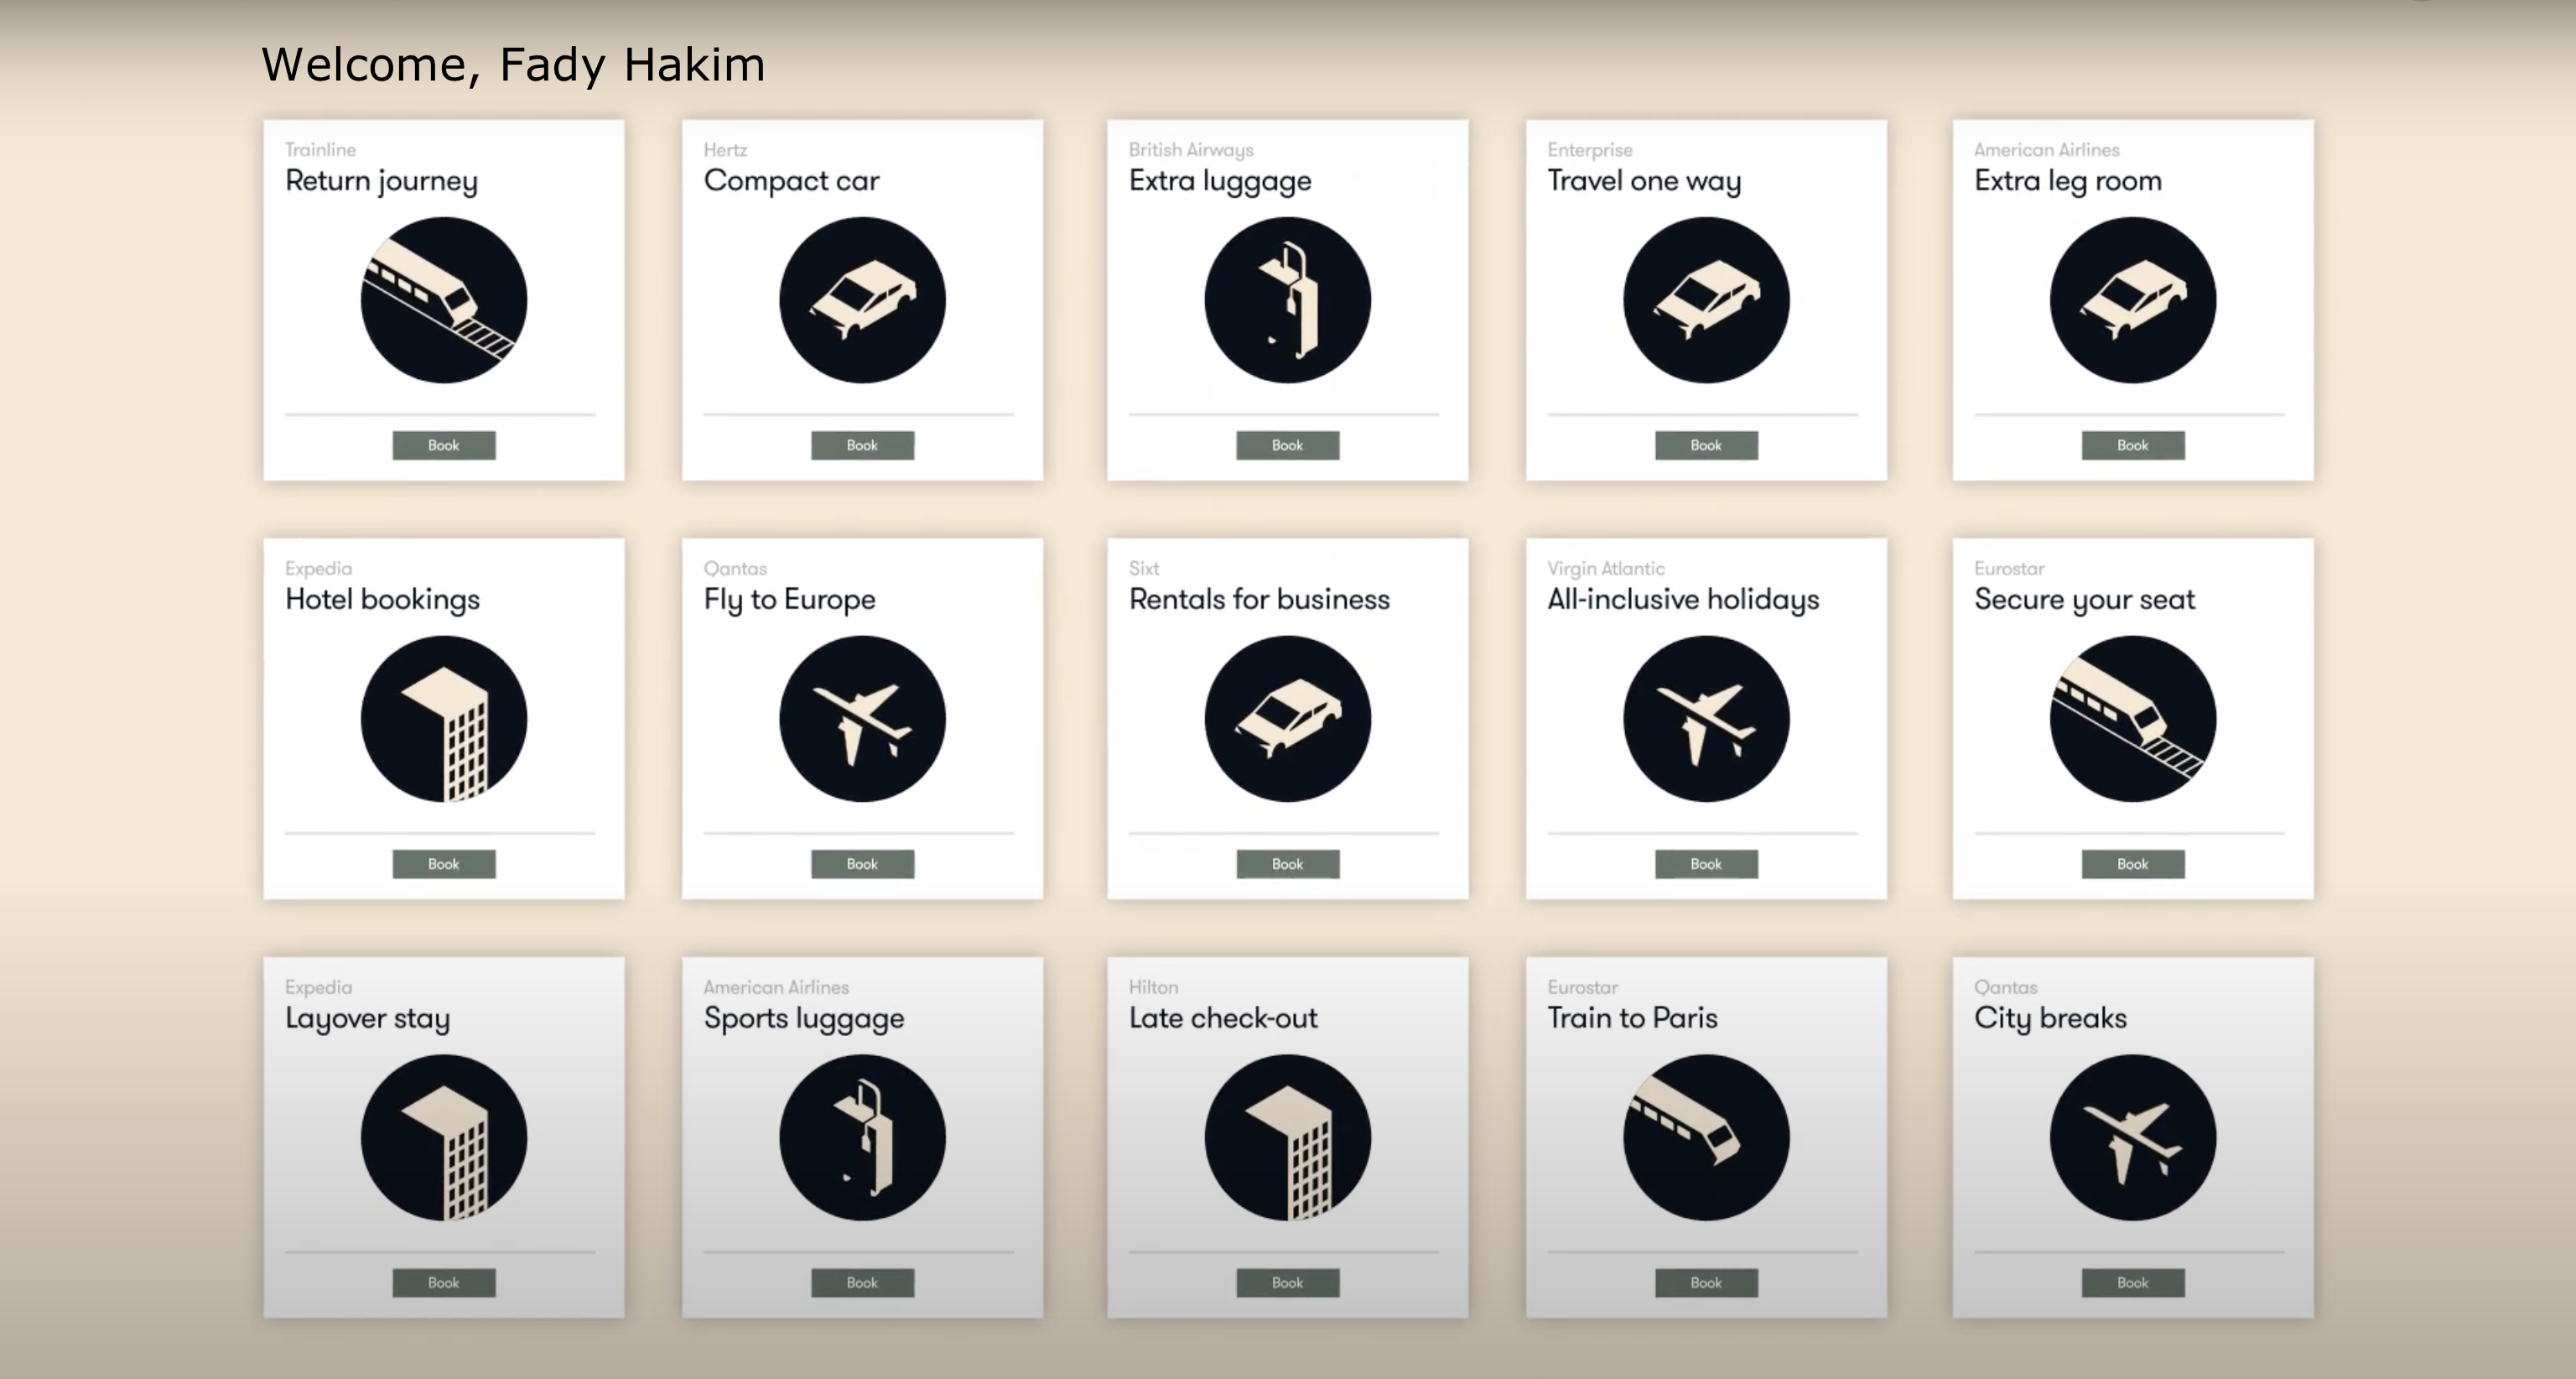 Welcome, Fady Hakim
Trainline
Return journey
Book
Hertz
Compact car
Book
British Airways
Extra luggage
Book
Enterprise
Travel one way
Book
American Airlines
Extra leg room
Book
Expedia
Hotel bookings
Book
Qantas
Fly to Europe
Book
Sixt
Rentals for business
Book
Virgin Atlantic
All-inclusive holidays
Book
Eurostar
Secure your seat
Book
Expedia
Layover stay
Book
American Airlines
Sports luggage
Book
Hilton
Late check-out
Book
Eurostar
Train to Paris
Book
Qantas
City breaks
Book